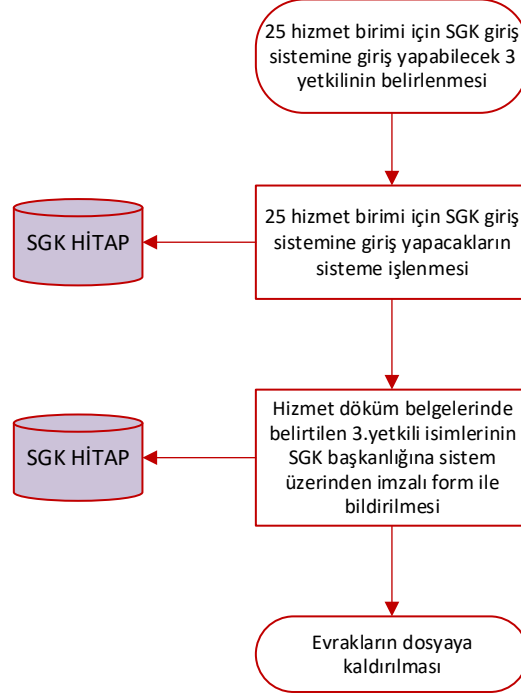 25 hizmet birimi için SGK giriş
sistemine giriş yapabilecek 3
yetkilinin belirlenmesi
SGK HİTAP
25 hizmet birimi için SGK giriş
sistemine giriş yapacakların
sisteme işlenmesi
SGK HİTAP
Hizmet döküm belgelerinde
belirtilen 3.yetkili isimlerinin
SGK başkanlığına sistem
üzerinden imzalı form ile
bildirilmesi
Evrakların dosyaya
kaldırılması